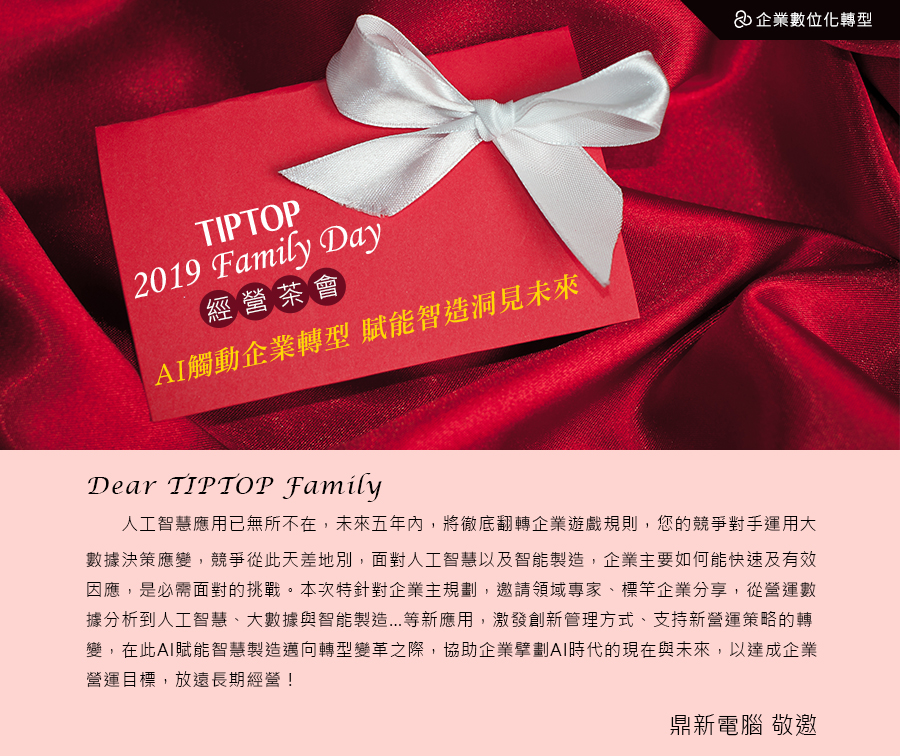 企業數位化轉型
TIPTOP
2019 Family Day
經營茶會
AI觸動企業轉型 賦能智造洞見未來
Dear TIPTOP Family
人工智慧應用已無所不在，未來五年內，將徹底翻轉企業遊戲規則，您的競爭對手運用大
數據決策應變，競爭從此天差地別，面對人工智慧以及智能製造，企業主要如何能快速及有效
因應，是必需面對的挑戰。本次特針對企業主規劃，邀請領域專家、標竿企業分享，從營運數
據分析到人工智慧、大數據與智能製造...等新應用，激發創新管理方式、支持新營運策略的轉
變，在此AI賦能智慧製造邁向轉型變革之際，協助企業擘劃AI時代的現在與未來，以達成企業
營運目標，放遠長期經營！
鼎新電腦 敬邀